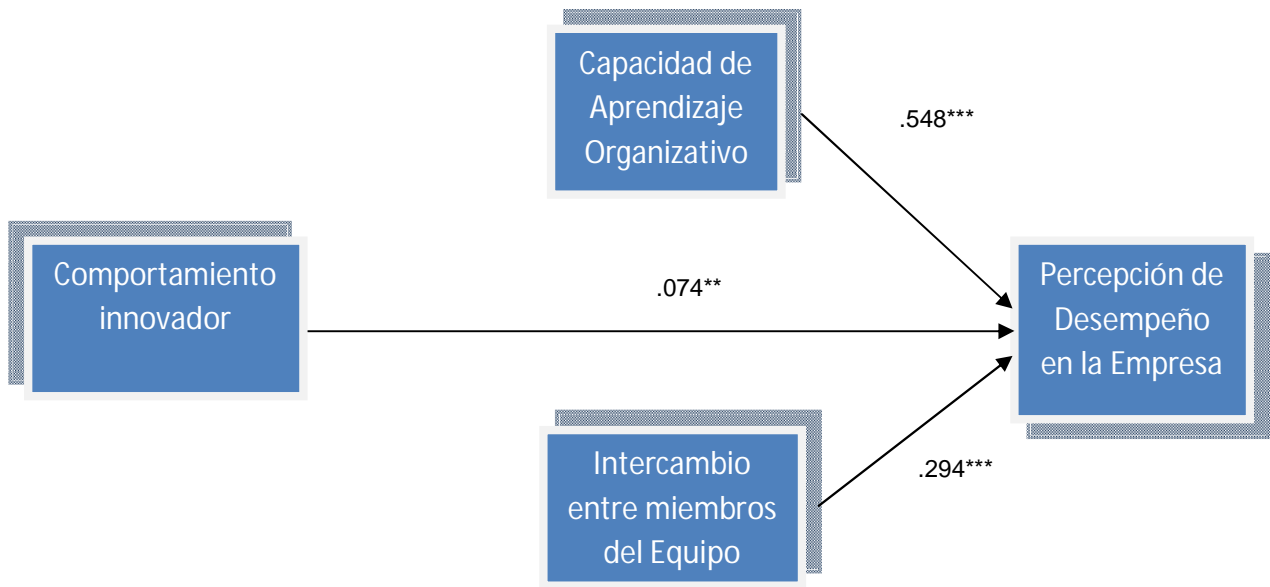 Capacidad de
Aprendizaje
Organizativo
.548***
Comportamiento
innovador
.074**
Percepción de
Desempeño
en la Empresa
Intercambio
entre miembros
del Equipo
.294***